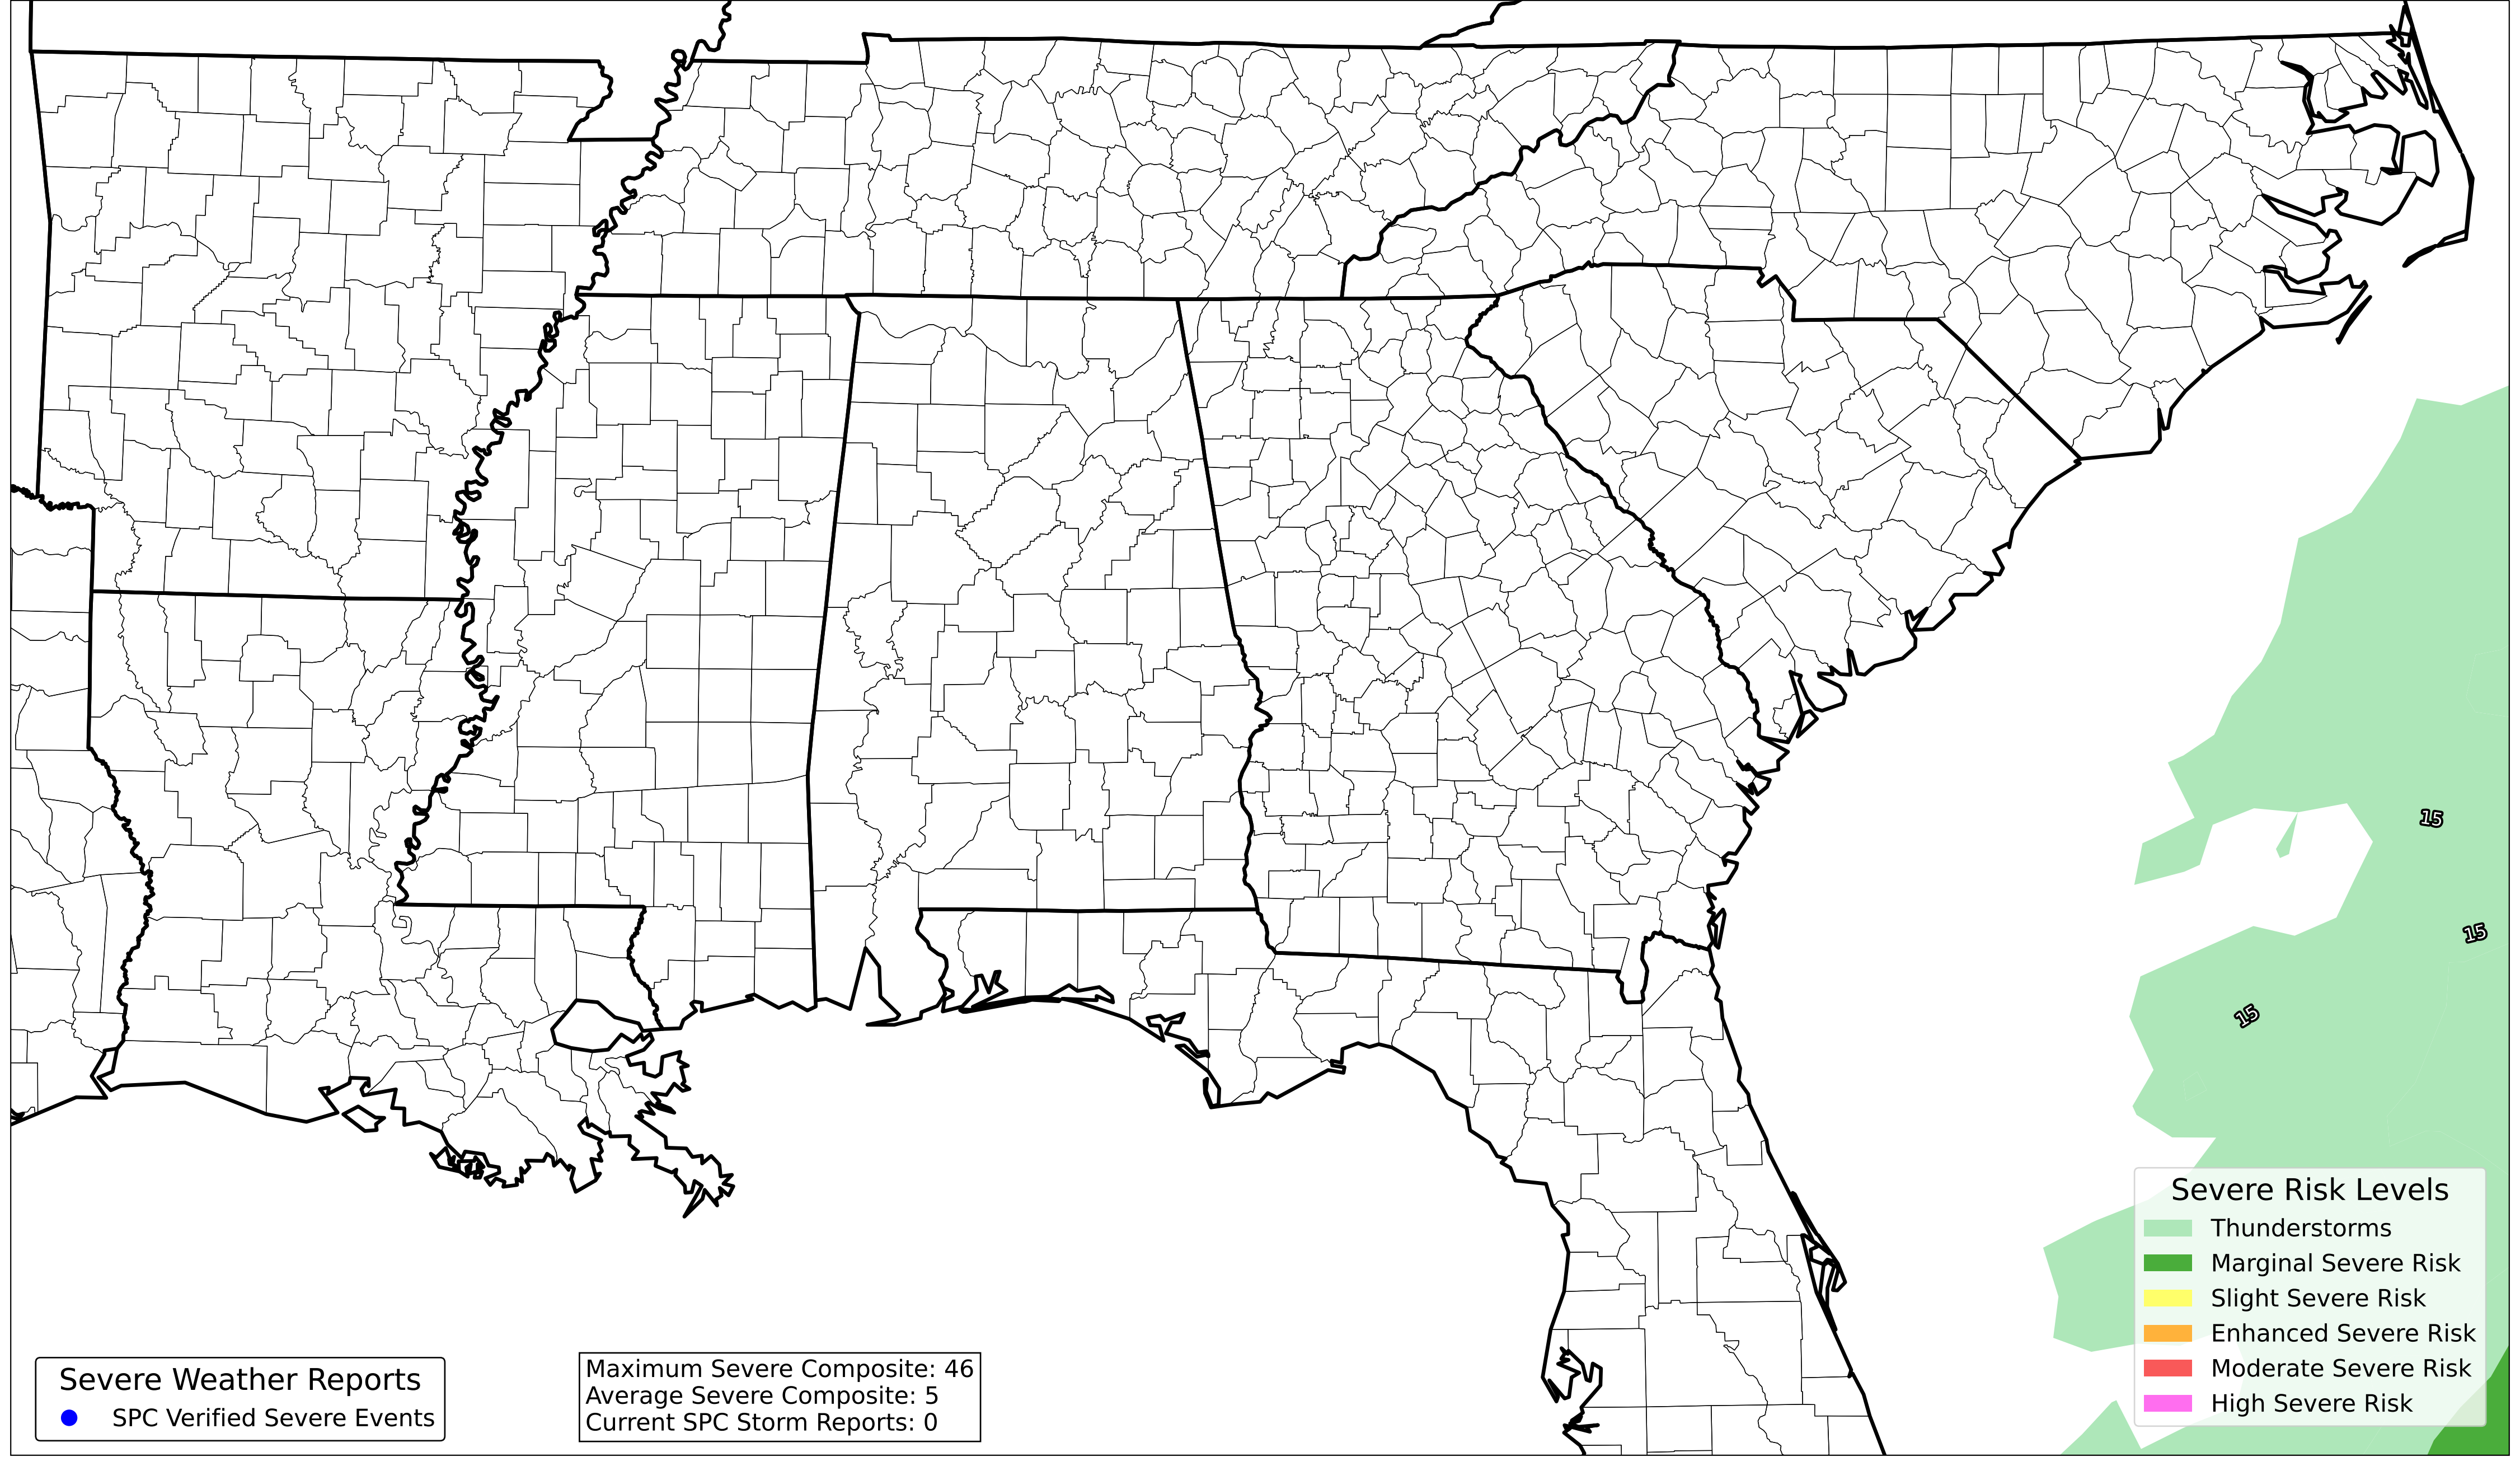 15
15
15
Severe Risk Levels
Thunderstorms
Marginal Severe Risk
Slight Severe Risk
Enhanced Severe Risk
Moderate Severe Risk
High Severe Risk
Severe Weather Reports
SPC Verified Severe Events
Maximum Severe Composite: 46
Average Severe Composite: 5
Current SPC Storm Reports: 0